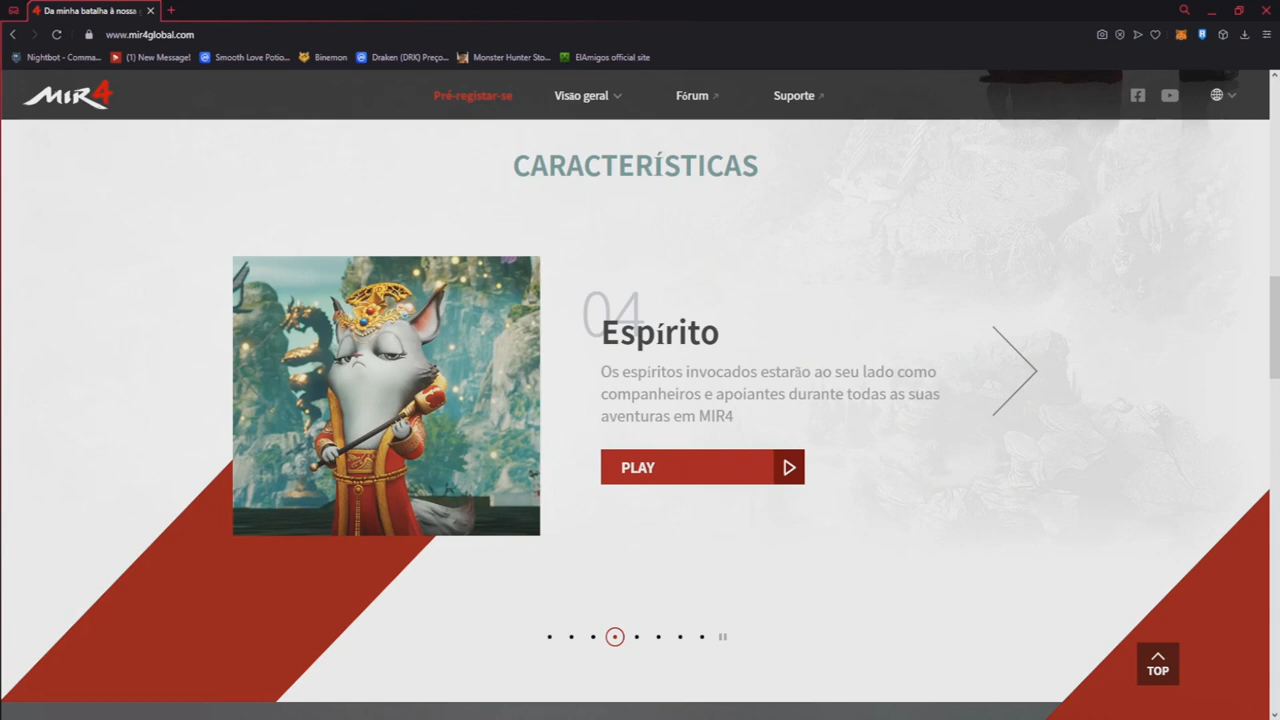 Da minha batalha à nossa
www.mir4global.com
Nightbot - Comma...
(1) New Message!
Smooth Love Potio...
Binemon
Draken (DRK) Preço...
Monster Hunter Sto...
ElAmigos official site
MIR4
Pré-registar-se
Visão geral
Fórum
Suporte
CARACTERÍSTICAS
04
Espírito
Os espíritos invocados estarão ao seu lado como
companheiros e apoiantes durante todas as suas
aventuras em MIR4
PLAY
TOP